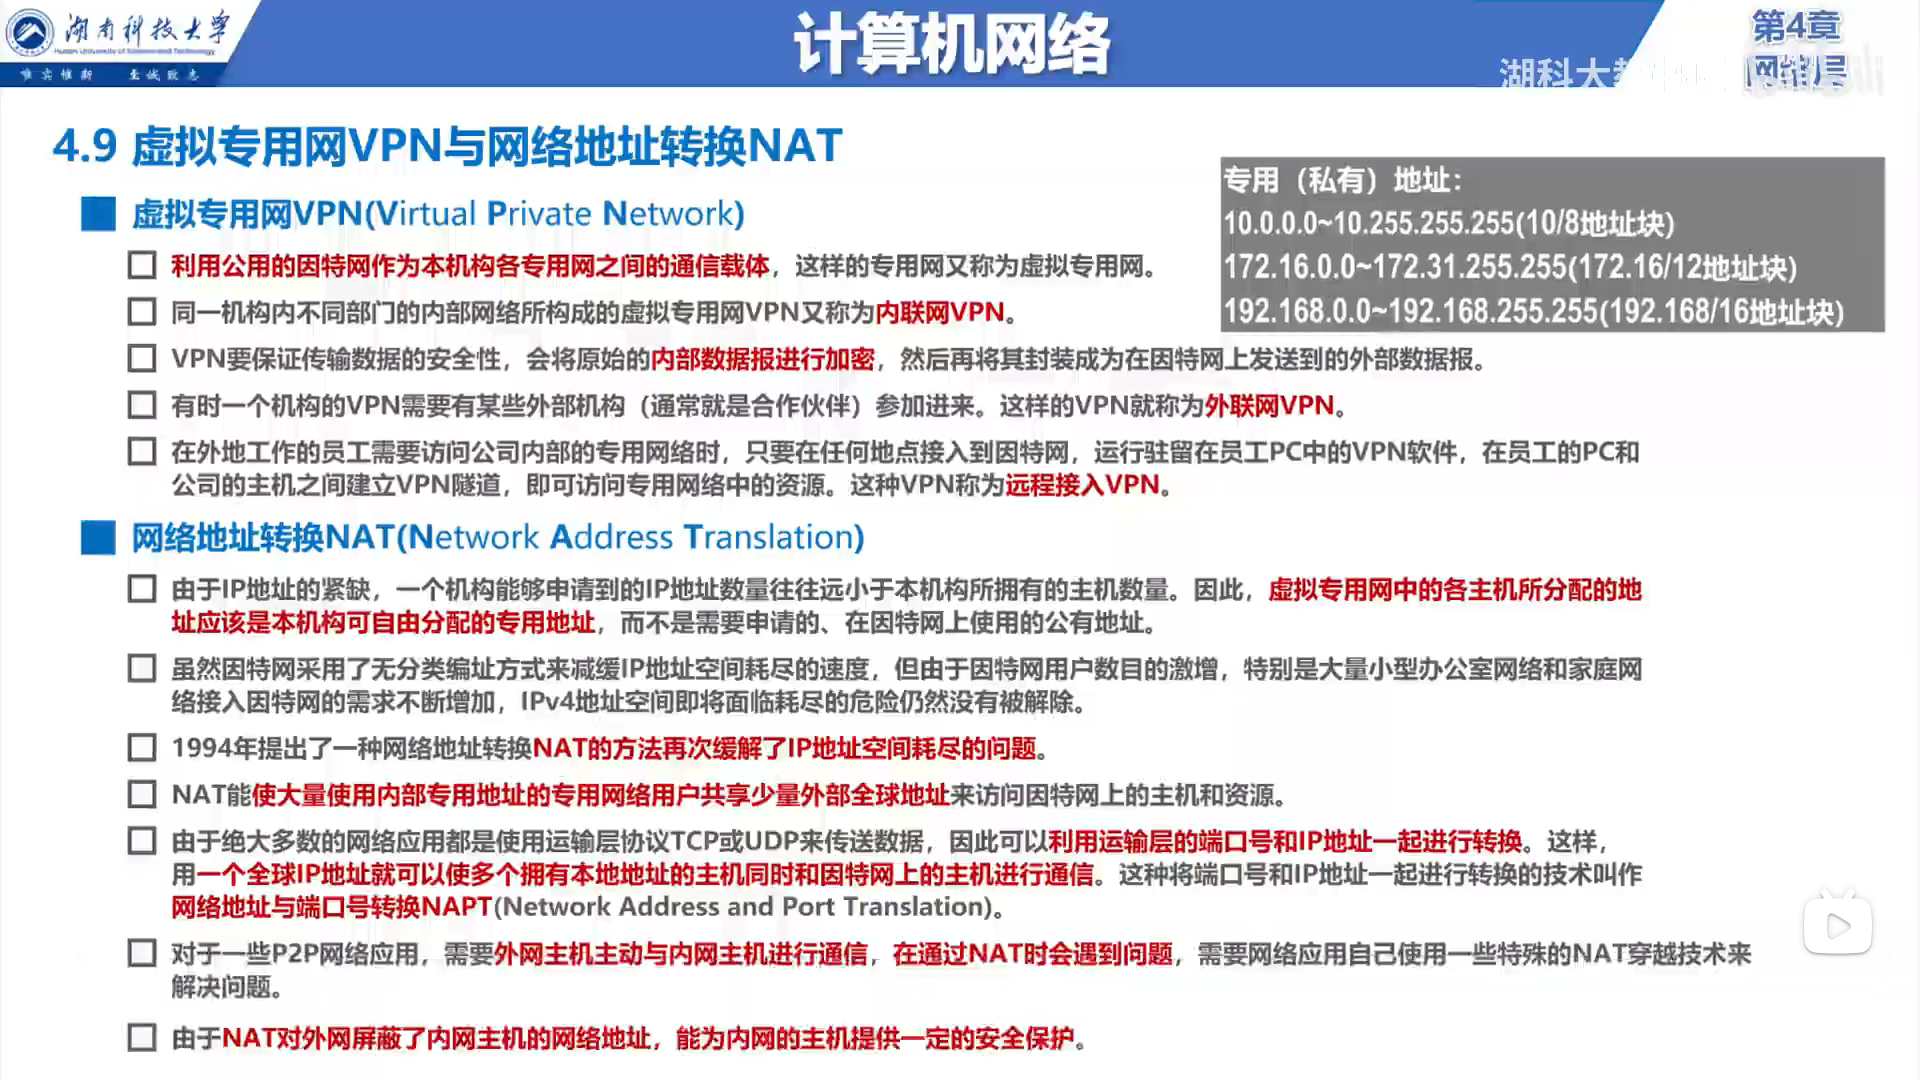 湖南科技大学
Hunan University of Science and Technology
唯实惟新 至诚致志
计算机网络
第4章
网络层
湖科大教
4.9 虚拟专用网VPN与网络地址转换NAT
专用（私有）地址：
10.0.0.0~10.255.255.255(10/8地址块)
172.16.0.0~172.31.255.255(172.16/12地址块)
192.168.0.0~192.168.255.255(192.168/16地址块)
虚拟专用网VPN(Virtual Private Network)
利用公用的因特网作为本机构各专用网之间的通信载体，这样的专用网又称为虚拟专用网。
同一机构内不同部门的内部网络所构成的虚拟专用网VPN又称为内联网VPN。
VPN要保证传输数据的安全性，会将原始的内部数据报进行加密，然后再将其封装成为在因特网上发送到的外部数据报。
有时一个机构的VPN需要有某些外部机构（通常就是合作伙伴）参加进来。这样的VPN就称为外联网VPN。
在外地工作的员工需要访问公司内部的专用网络时，只要在任何地点接入到因特网，运行驻留在员工PC中的VPN软件，在员工的PC和
公司的主机之间建立VPN隧道，即可访问专用网络中的资源。这种VPN称为远程接入VPN。
网络地址转换NAT(Network Address Translation)
由于IP地址的紧缺，一个机构能够申请到的IP地址数量往往远小于本机构所拥有的主机数量。因此，虚拟专用网中的各主机所分配的地
址应该是本机构可自由分配的专用地址，而不是需要申请的、在因特网上使用的公有地址。
虽然因特网采用了无分类编址方式来减缓IP地址空间耗尽的速度，但由于因特网用户数目的激增，特别是大量小型办公室网络和家庭网
络接入因特网的需求不断增加，IPv4地址空间即将面临耗尽的危险仍然没有被解除。
1994年提出了一种网络地址转换NAT的方法再次缓解了IP地址空间耗尽的问题。
NAT能使大量使用内部专用地址的专用网络用户共享少量外部全球地址来访问因特网上的主机和资源。
由于绝大多数的网络应用都是使用运输层协议TCP或UDP来传送数据，因此可以利用运输层的端口号和IP地址一起进行转换。这样，
用一个全球IP地址就可以使多个拥有本地地址的主机同时和因特网上的主机进行通信。这种将端口号和IP地址一起进行转换的技术叫作
网络地址与端口号转换NAPT(Network Address and Port Translation)。
对于一些P2P网络应用，需要外网主机主动与内网主机进行通信，在通过NAT时会遇到问题，需要网络应用自己使用一些特殊的NAT穿越技术来
解决问题。
由于NAT对外网屏蔽了内网主机的网络地址，能为内网的主机提供一定的安全保护。